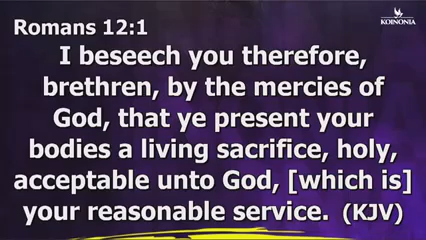 KOINONIA
Romans 12:1
I beseech you therefore,
brethren, by the mercies of
God, that ye present your
bodies a living sacrifice, holy,
acceptable unto God, [which is]
your reasonable service. (KJV)